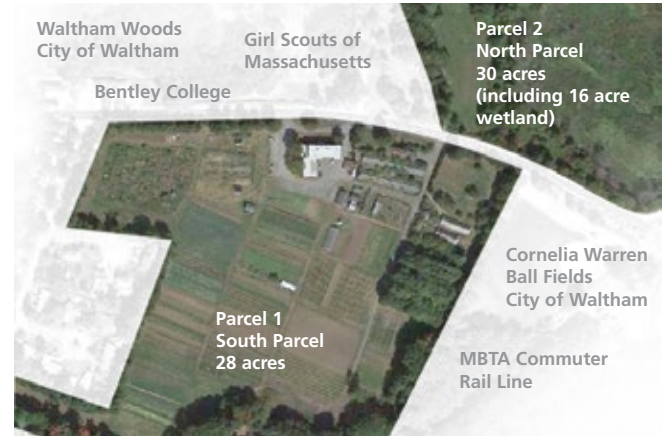 Waltham Woods
City of Waltham
Girl Scouts of
Massachusetts
Bentley College
Parcel 2
North Parcel
30 acres
(including 16 acre
wetland)
Cornelia Warren
Ball Fields
City of Waltham
Parcel 1
South Parcel
28 acres
MBTA Commuter
Rail Line